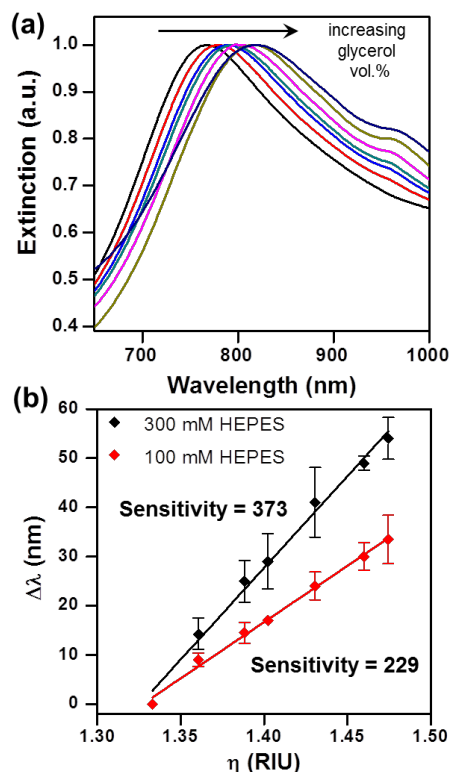 (a)
increasing
glycerol
vol.%
Extinction (a.u.)
1.0
0.9
0.8
0.7
0.6
0.5
0.4
700 800 900 1000
Wavelength (nm)
(b)
60
50
40
30
20
10
0
Δλ (nm)
300 mM HEPES
100 mM HEPES
Sensitivity = 373
Sensitivity = 229
1.30 1.35 1.40 1.45 1.50
η (RIU)